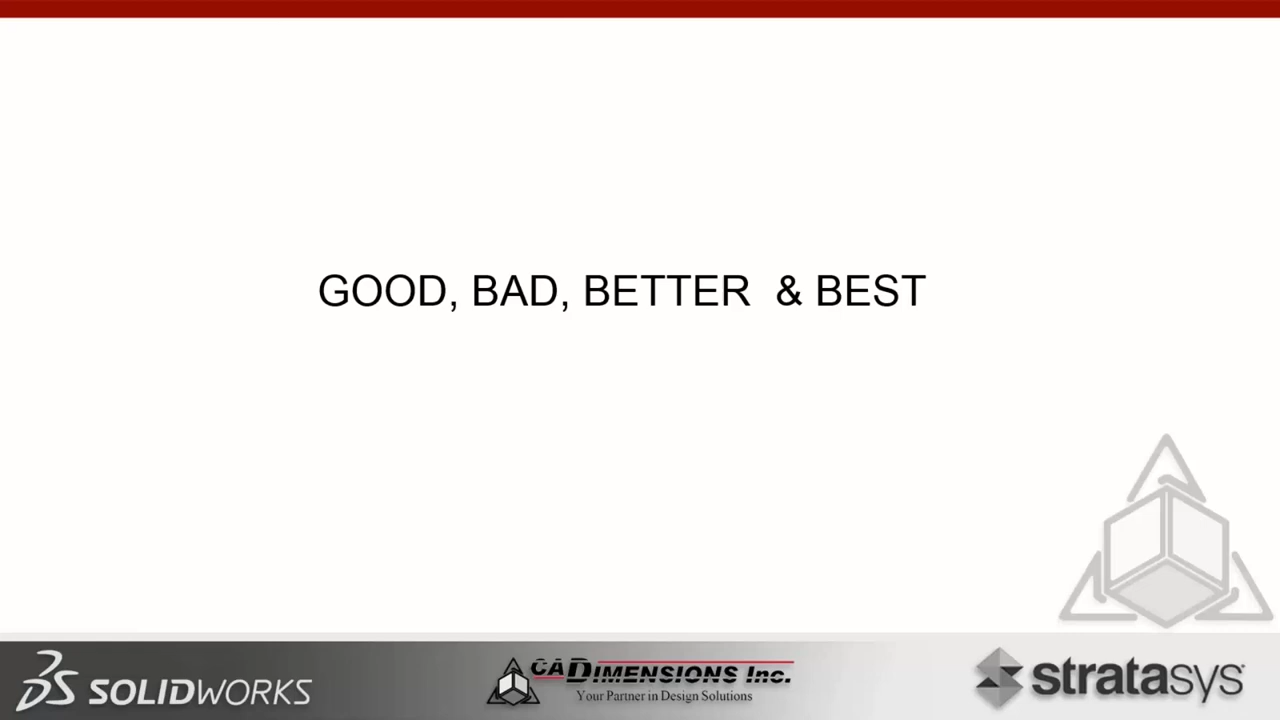 GOOD, BAD, BETTER & BEST
SOLIDWORKS
CADIMENSIONS Inc.
Your Partner in Design Solutions
stratasys